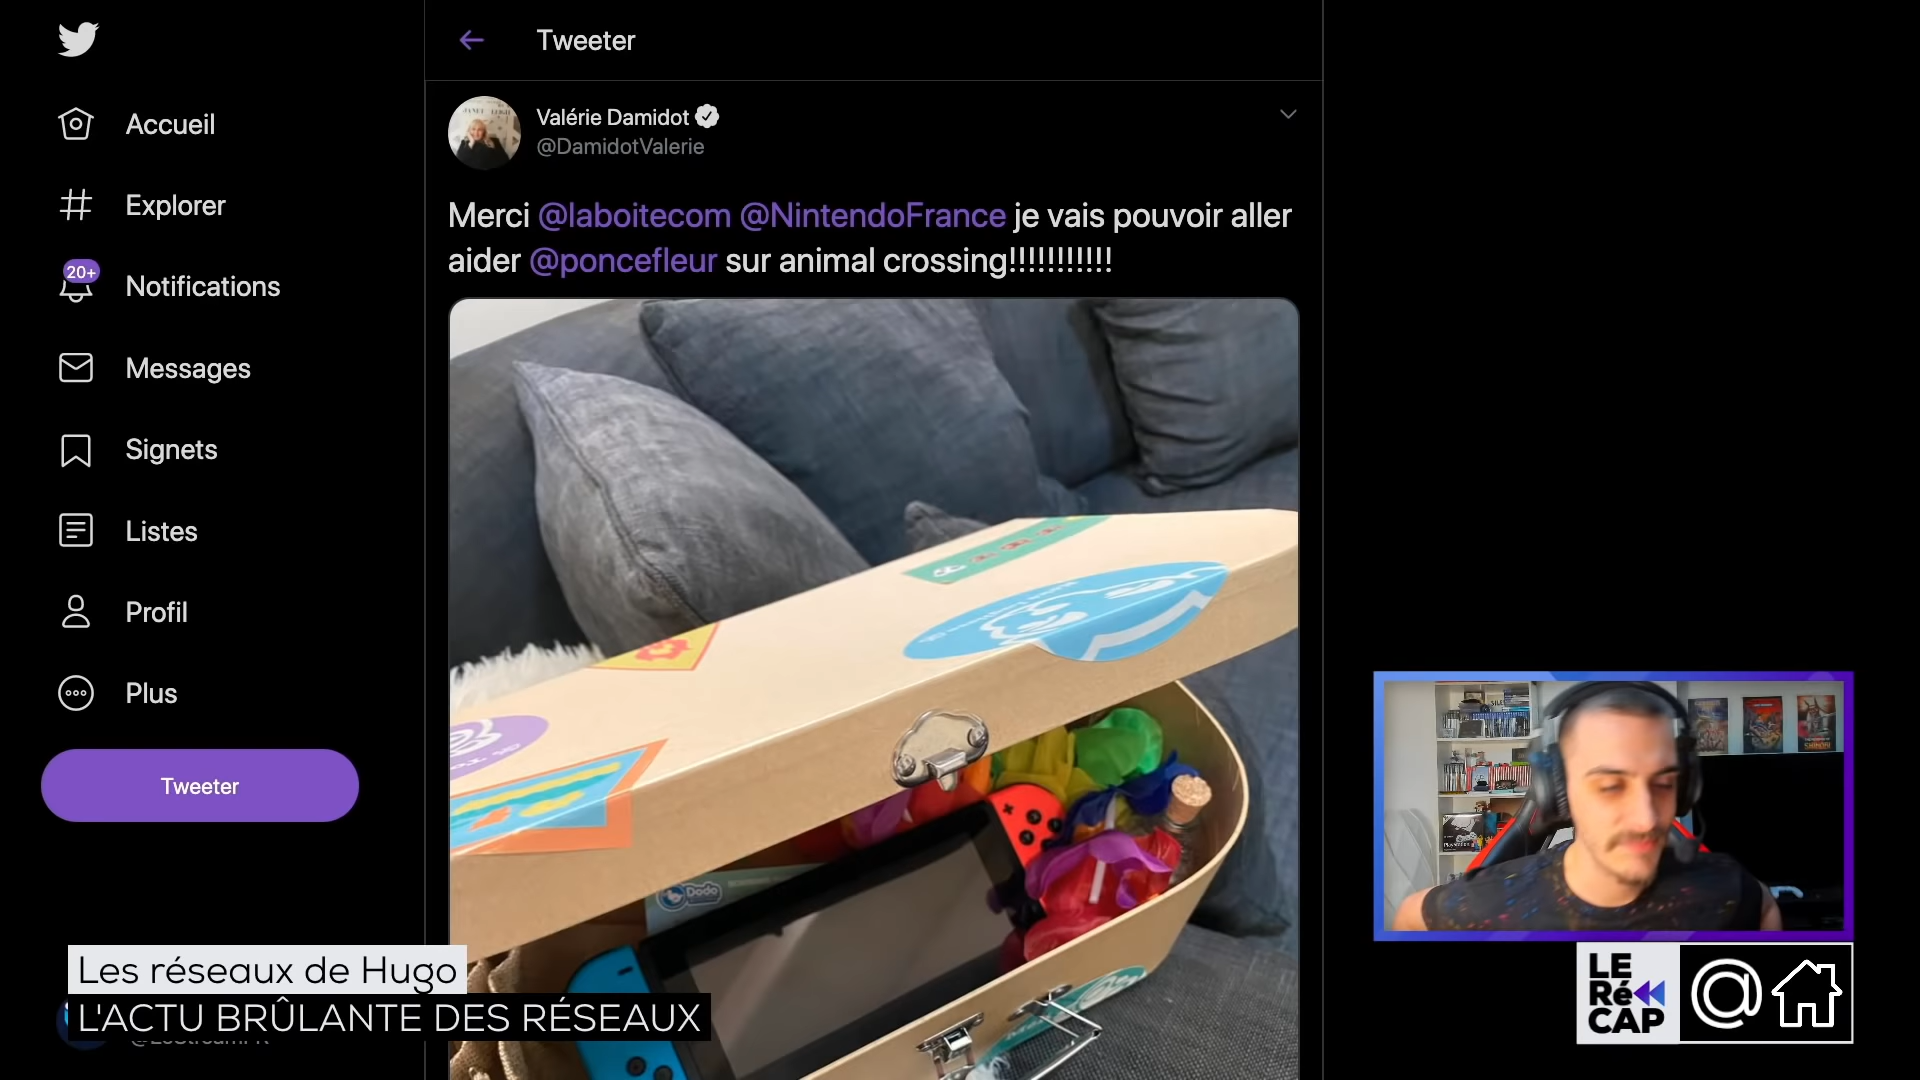 Tweeter
Valérie Damidot
@DamidotValerie
Merci @laboitecom @NintendoFrance je vais pouvoir aller
aider @poncefleur sur animal crossing!!!!!!!!!!!
Accueil
Explorer
20+
Notifications
Messages
Signets
Listes
Profil
Plus
Tweeter
Dodo
Les réseaux de Hugo
L'ACTU BRÛLANTE DES RÉSEAUX
LE
Ré
CAP
@